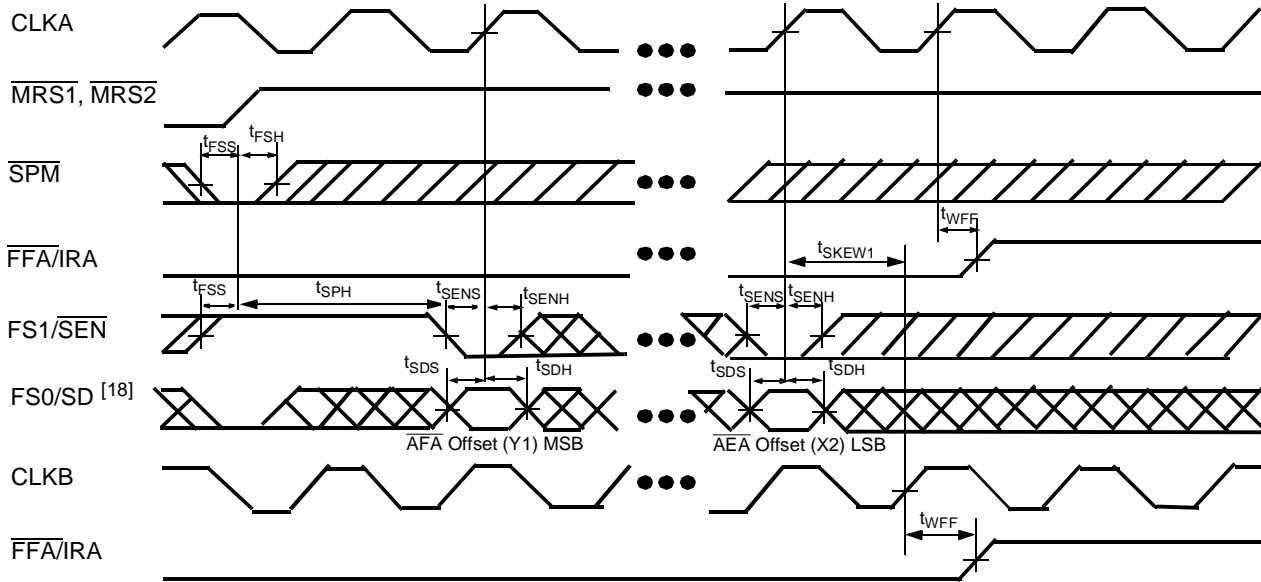 CLKA
MRS1, MRS2
tFSS tFSH
SPM
tWFF
FFA/IRA
tSKEW1
tFSS tSPH tSENS tSENH tSENS tSENH
FS1/SEN
tSDS tSDH tSDS tSDH
FS0/SD [18]
AFA Offset (Y1) MSB AEA Offset (X2) LSB
CLKB
tWFF
FFA/IRA